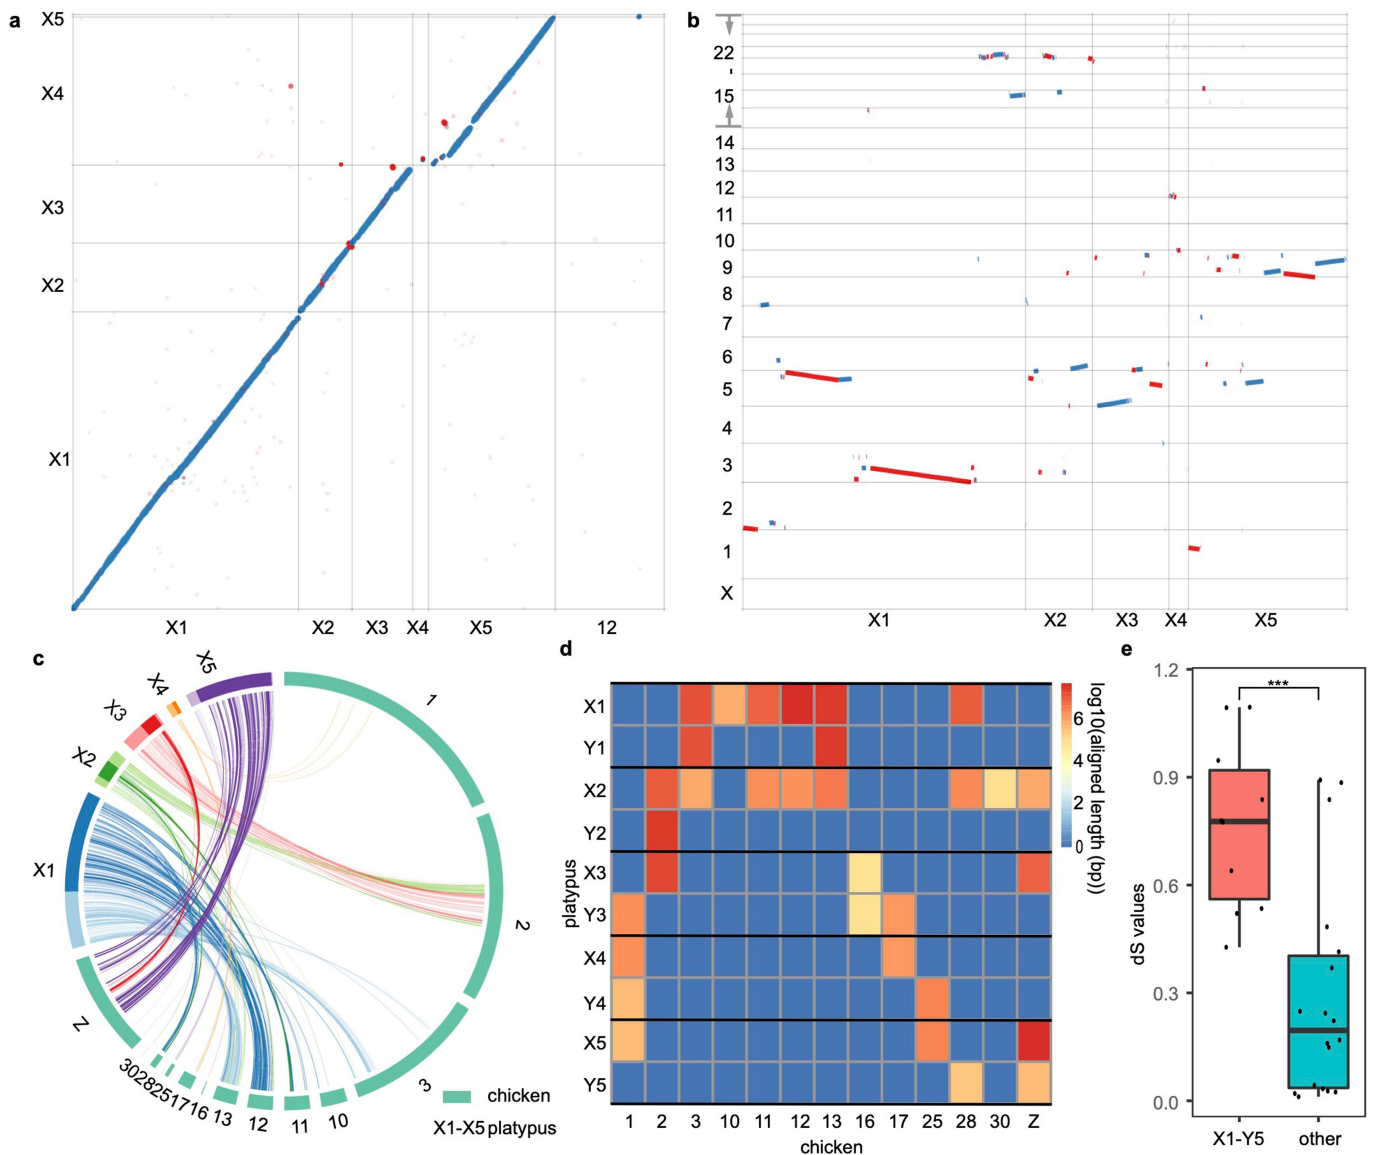 a
X5
X4
X3
X2
X1
X1 X2 X3 X4 X5 12
b
22
15
14
13
12
11
10
9
8
7
6
5
4
3
2
1
X
X1 X2 X3 X4 X5
c
X5
X4
X3
X2
X1
Z
30 28 25 17 16 13 12 11 10
1
2
3
chicken
X1-X5 platypus
d
X1
Y1
X2
Y2
X3
Y3
X4
Y4
X5
Y5
platypus
1 2 3 10 11 12 13 16 17 25 28 30 Z
chicken
6
4
2
0
log10(aligned length (bp))
e
1.2
0.9
0.6
0.3
0.0
dS values
***
X1-Y5 other